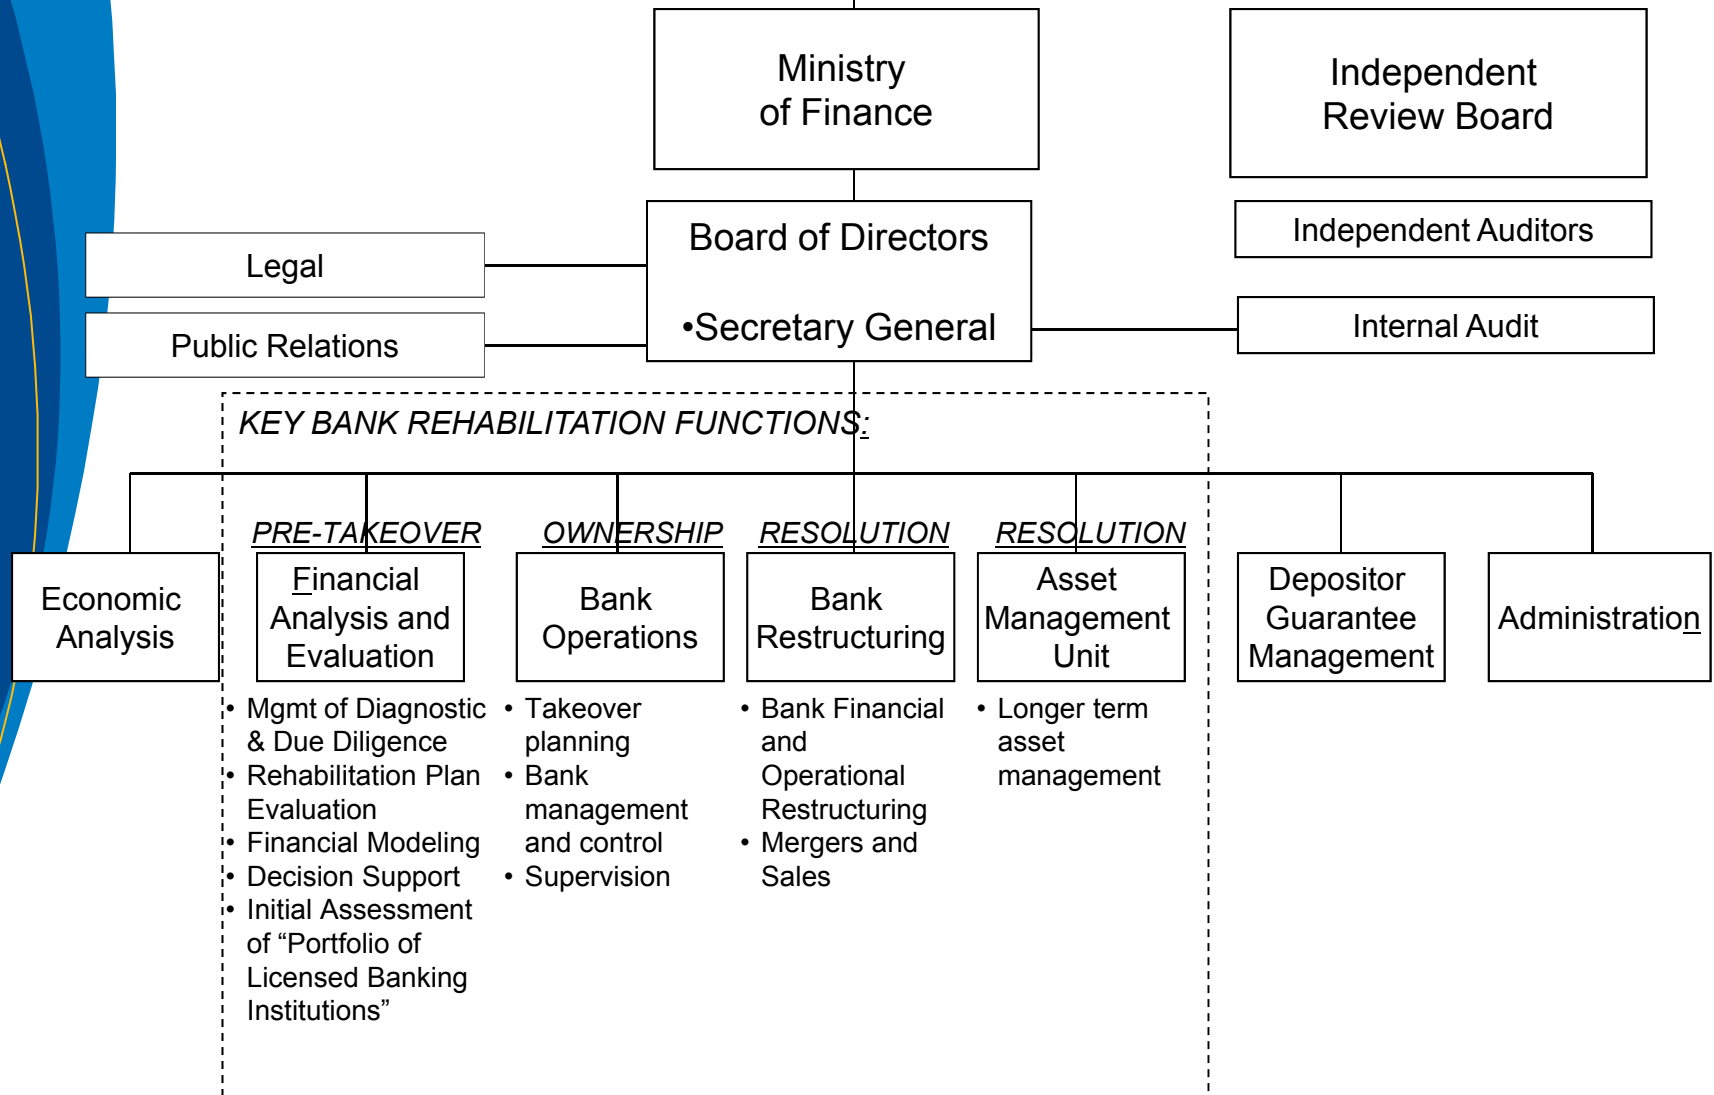 Ministry
of Finance
Independent
Review Board
Board of Directors
•Secretary General
Independent Auditors
Legal
Internal Audit
Public Relations
KEY BANK REHABILITATION FUNCTIONS:
PRE-TAKEOVER
OWNERSHIP
RESOLUTION
RESOLUTION
Economic
Analysis
Financial
Analysis and
Evaluation
Bank
Operations
Bank
Restructuring
Asset
Management
Unit
Depositor
Guarantee
Management
Administration
• Mgmt of Diagnostic
& Due Diligence
• Rehabilitation Plan
Evaluation
• Financial Modeling
• Decision Support
• Initial Assessment
of “Portfolio of
Licensed Banking
Institutions”
• Takeover
planning
• Bank
management
and control
• Supervision
• Bank Financial
and
Operational
Restructuring
• Mergers and
Sales
• Longer term
asset
management